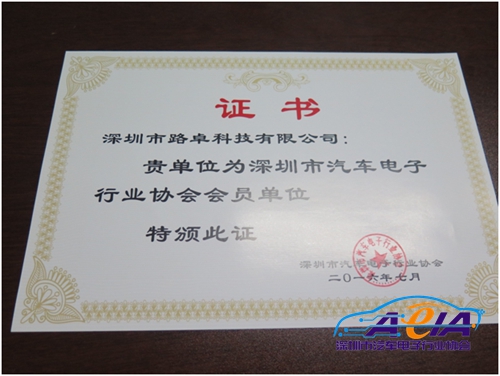 证书
深圳市路卓科技有限公司：
贵单位为深圳市汽车电子
行业协会会员单位
特颁此证
深圳市汽车电子行业协会
二〇一六年七月
AEIA
深圳市汽车电子行业协会